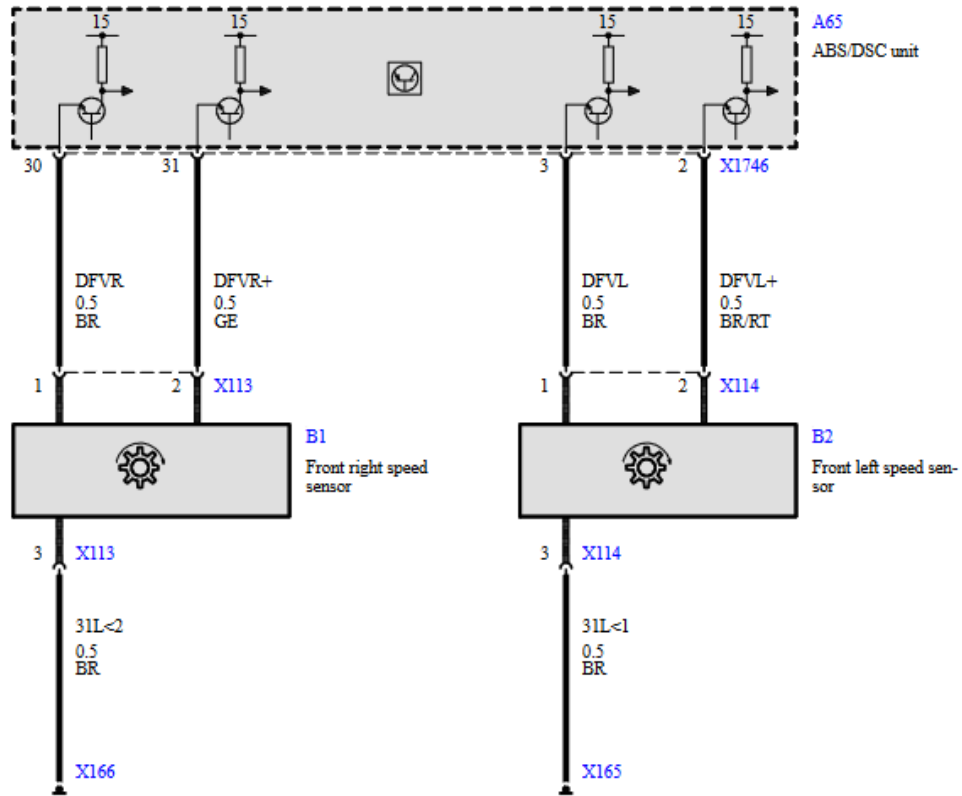 15
15
15
15
A65
ABS/DSC unit
30
31
3
2
X1746
DFVR
0.5
BR
DFVR+
0.5
GE
DFVL
0.5
BR
DFVL+
0.5
BR/RT
1
2
X113
1
2
X114
B1
Front right speed
sensor
B2
Front left speed sen-
sor
3
X113
3
X114
31L<2
0.5
BR
31L<1
0.5
BR
X166
X165